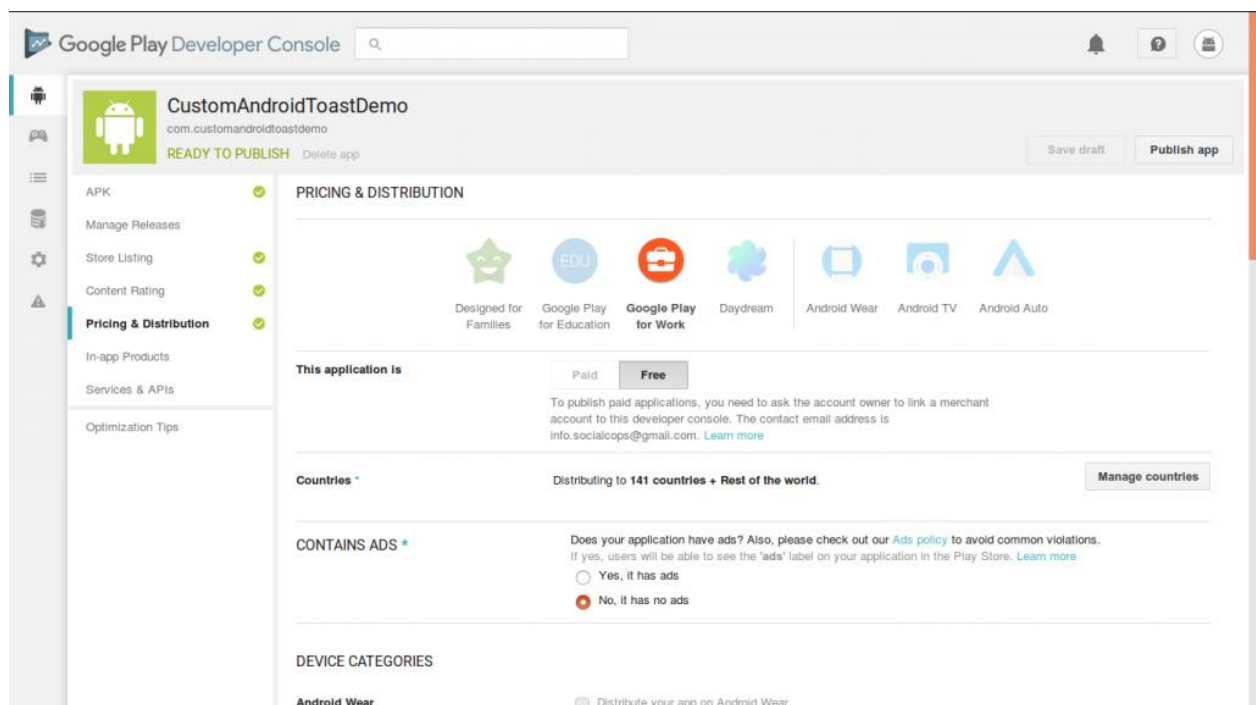 Google Play Developer Console
CustomAndroidToastDemo
com.customandroidtoastdemo
READY TO PUBLISH Delete app
Save draft
Publish app
APK
Manage Releases
Store Listing
Content Rating
Pricing & Distribution
In-app Products
Services & APIs
Optimization Tips
PRICING & DISTRIBUTION
EDU
Designed for
Families
Google Play
for Education
Google Play
for Work
Daydream
Android Wear
Android TV
Android Auto
This application is
Paid
Free
To publish paid applications, you need to ask the account owner to link a merchant
account to this developer console. The contact email address is
info.socialcops@gmail.com. Learn more
Countries *
Distributing to 141 countries + Rest of the world.
Manage countries
CONTAINS ADS *
Does your application have ads? Also, please check out our Ads policy to avoid common violations.
If yes, users will be able to see the 'ads' label on your application in the Play Store. Learn more
Yes, it has ads
No, it has no ads
DEVICE CATEGORIES
Android Wear
Distribute your app on Android Wear